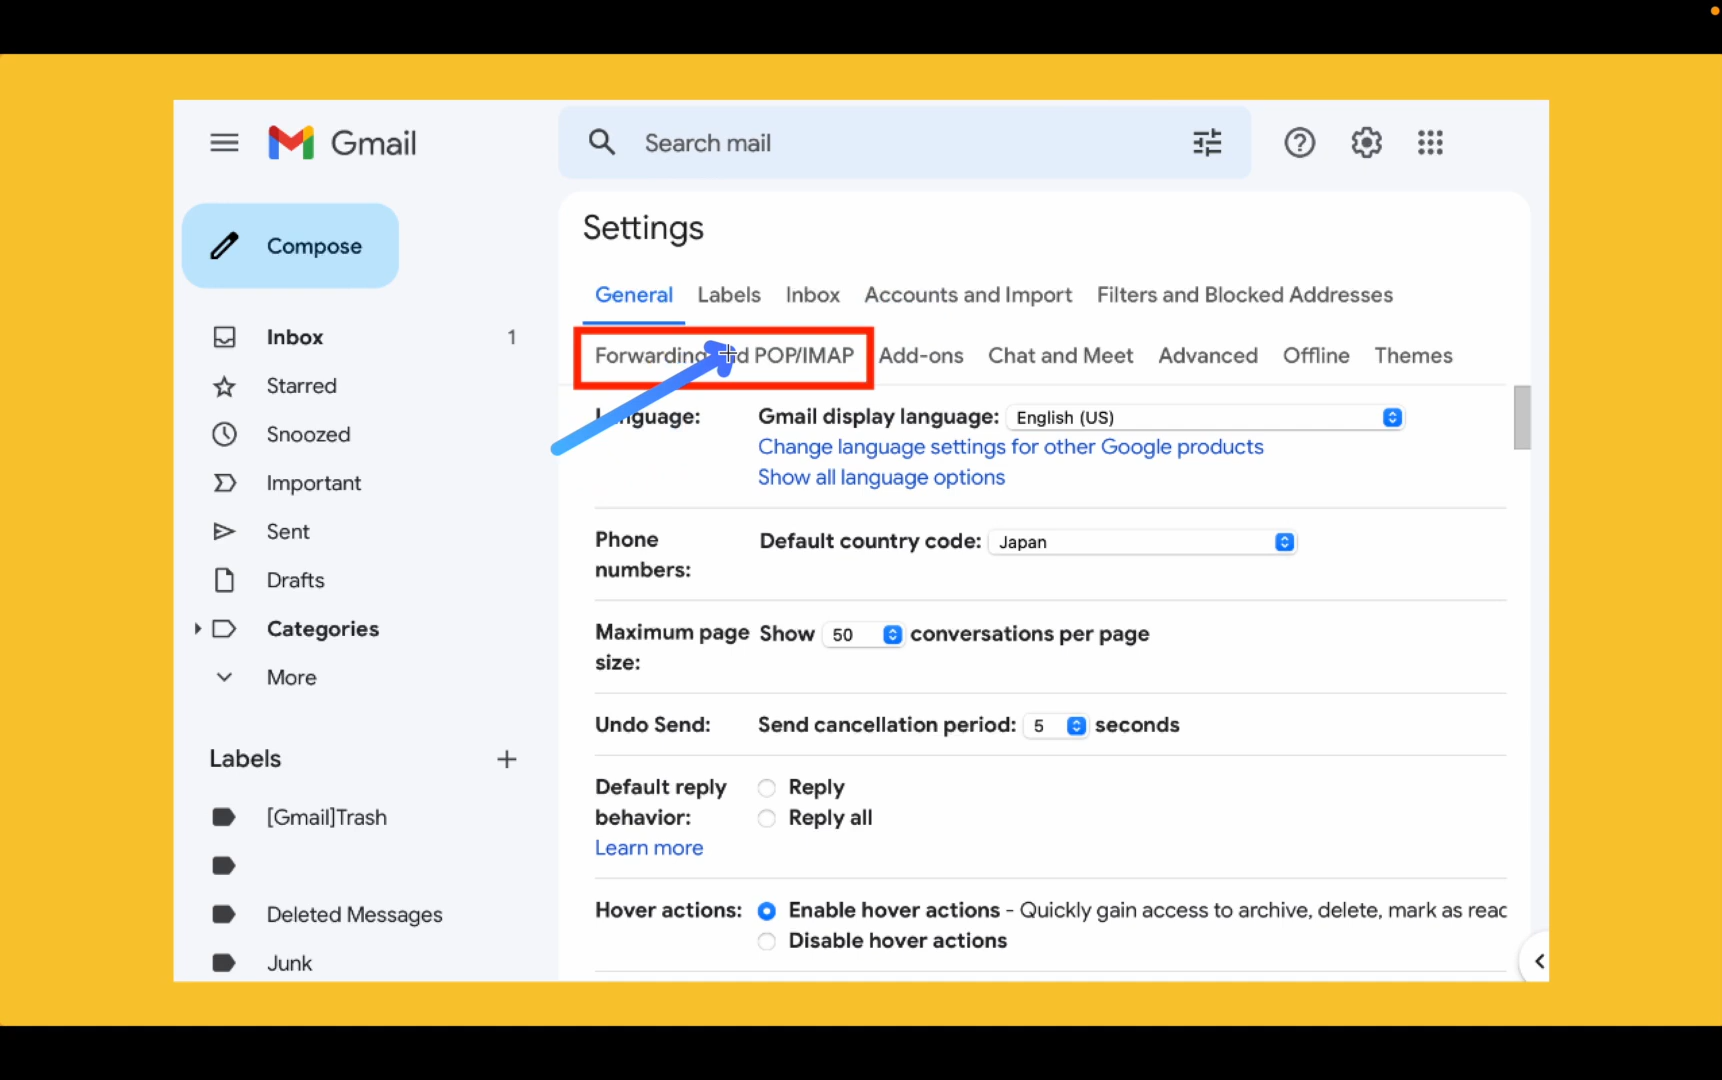 Gmail
Search mail
Compose
Inbox 1
Starred
Snoozed
Important
Sent
Drafts
Categories
More
Labels
[Gmail]Trash
Deleted Messages
Junk
Settings
General Labels Inbox Accounts and Import Filters and Blocked Addresses
Forwarding POP/IMAP Add-ons Chat and Meet Advanced Offline Themes
Gmail display language: English (US)
Change language settings for other Google products
Show all language options
Phone
numbers:
Default country code: Japan
Maximum page
size:
Show 50 conversations per page
Undo Send: Send cancellation period: 5 seconds
Default reply
behavior:
Learn more
Reply
Reply all
Hover actions: Enable hover actions - Quickly gain access to archive, delete, mark as read
Disable hover actions